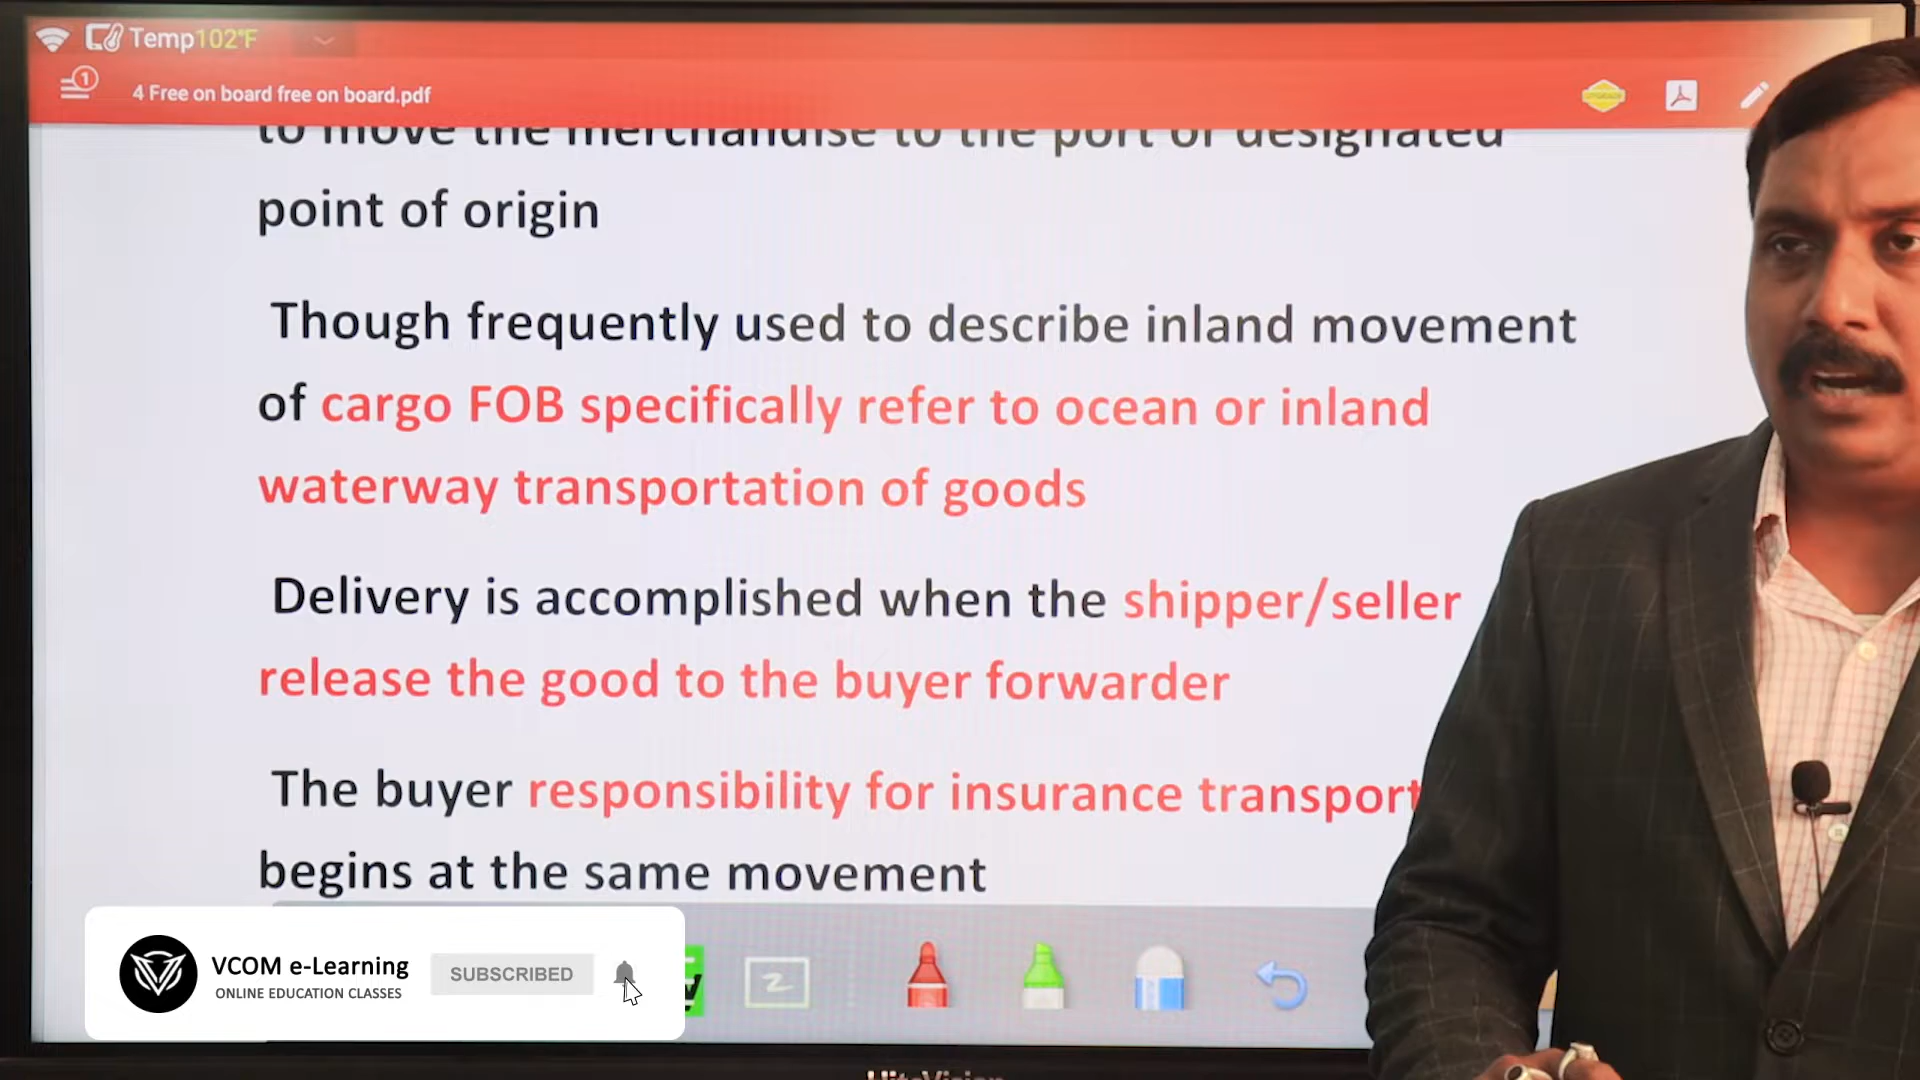 Temp102°F
1
4 Free on board free on board.pdf
to move the merchandise to the port or designated
point of origin
Though frequently used to describe inland movement
of cargo FOB specifically refer to ocean or inland
waterway transportation of goods
Delivery is accomplished when the shipper/seller
release the good to the buyer forwarder
The buyer responsibility for insurance transport
begins at the same movement
VCOM e-Learning
ONLINE EDUCATION CLASSES
SUBSCRIBED
HiteVision